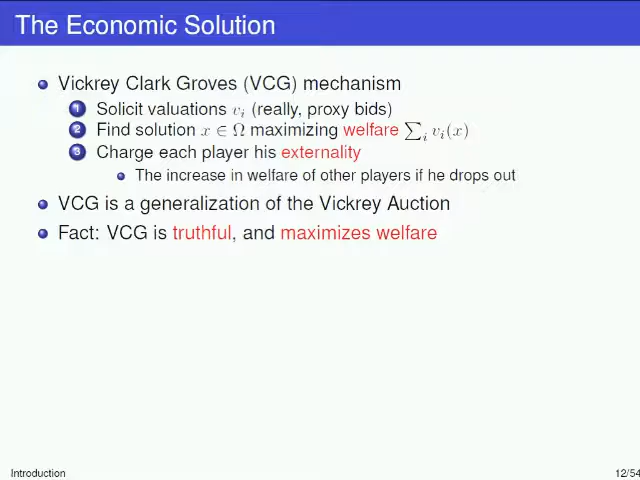 The Economic Solution
Vickrey Clark Groves (VCG) mechanism
1 Solicit valuations v_i (really, proxy bids)
2 Find solution x ∈ Ω maximizing welfare ∑_i v_i(x)
3 Charge each player his externality
The increase in welfare of other players if he drops out
VCG is a generalization of the Vickrey Auction
Fact: VCG is truthful, and maximizes welfare
Introduction
12/54